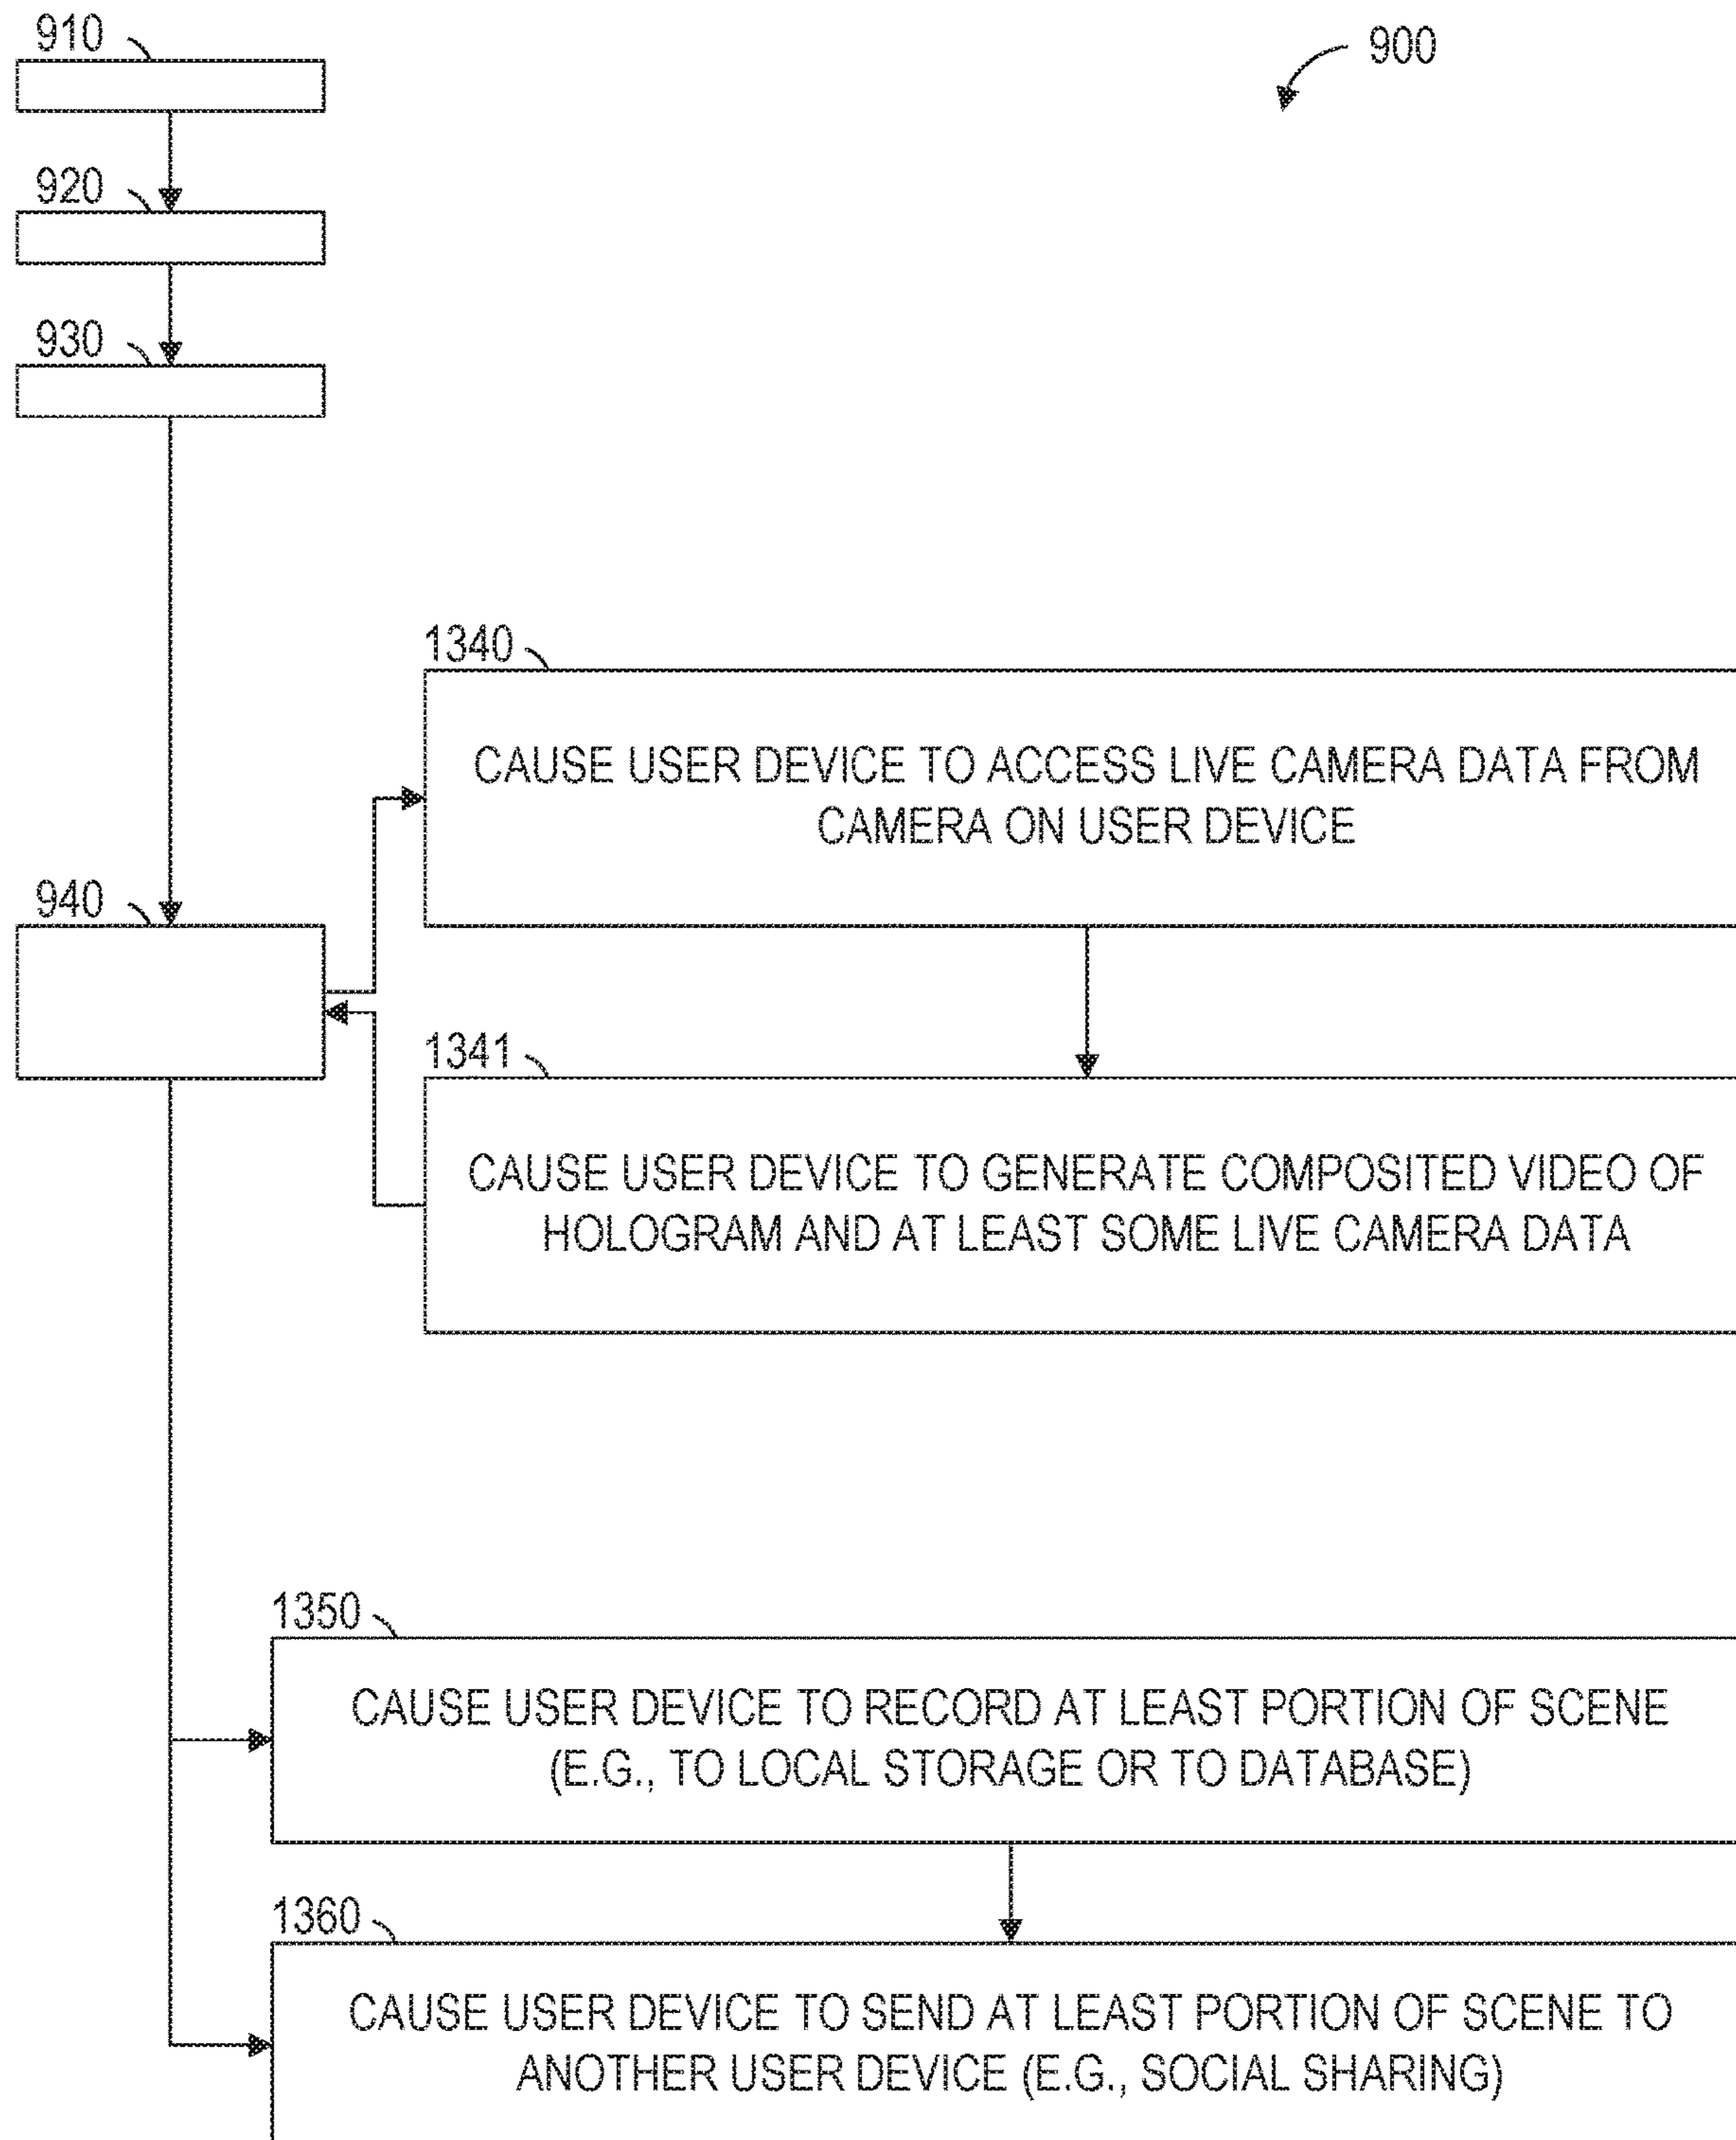 910
900
920
930
1340
CAUSE USER DEVICE TO ACCESS LIVE CAMERA DATA FROM
CAMERA ON USER DEVICE
940
1341
CAUSE USER DEVICE TO GENERATE COMPOSITED VIDEO OF
HOLOGRAM AND AT LEAST SOME LIVE CAMERA DATA
1350
CAUSE USER DEVICE TO RECORD AT LEAST PORTION OF SCENE
(E.G., TO LOCAL STORAGE OR TO DATABASE)
1360
CAUSE USER DEVICE TO SEND AT LEAST PORTION OF SCENE TO
ANOTHER USER DEVICE (E.G., SOCIAL SHARING)